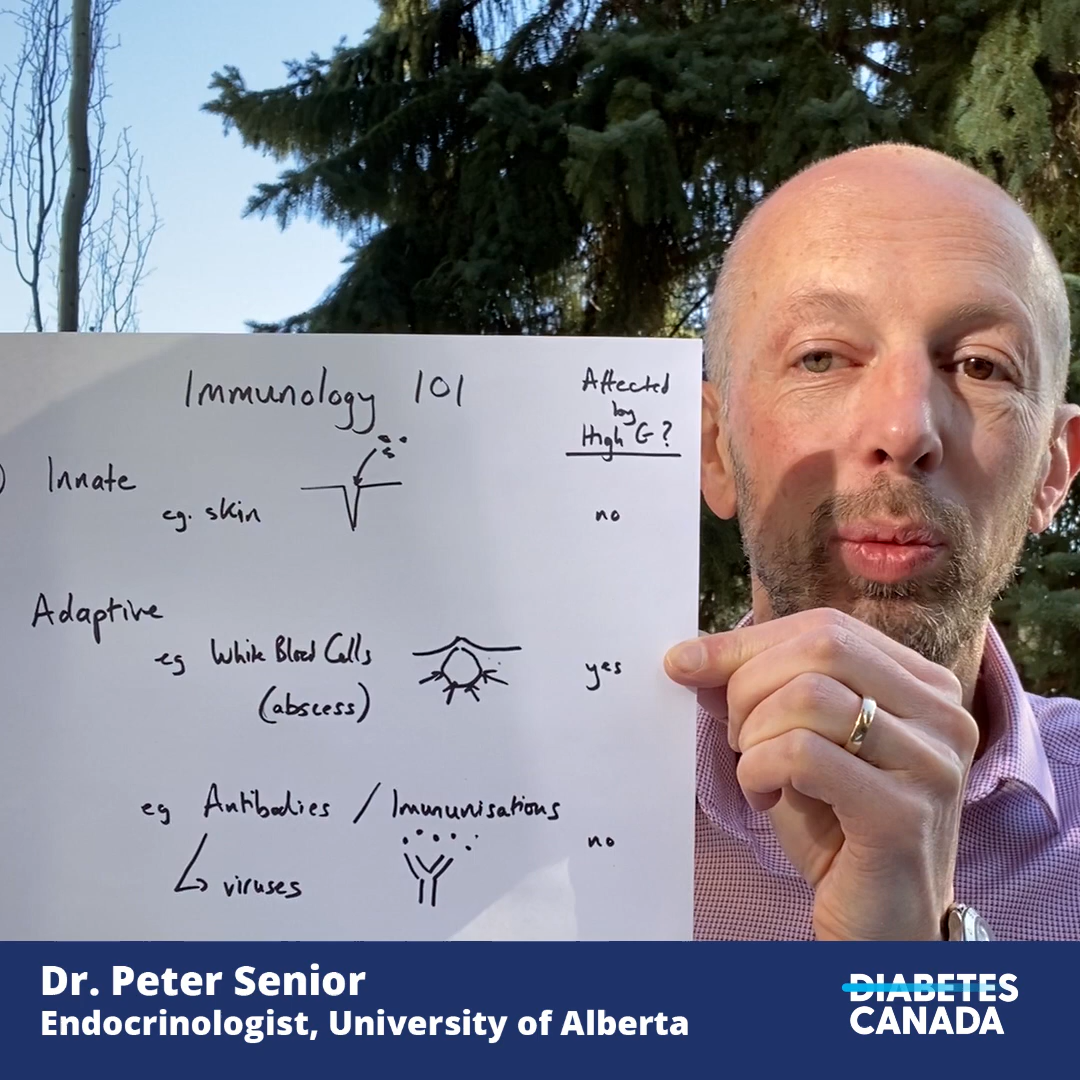 Immunology 101
Affected
by
High G?
) Innate
eg. skin
no
Adaptive
eg White Blood Cells
(abscess)
yes
eg Antibodies / Immunisations
no
viruses
Dr. Peter Senior
Endocrinologist, University of Alberta
DIABETES
CANADA